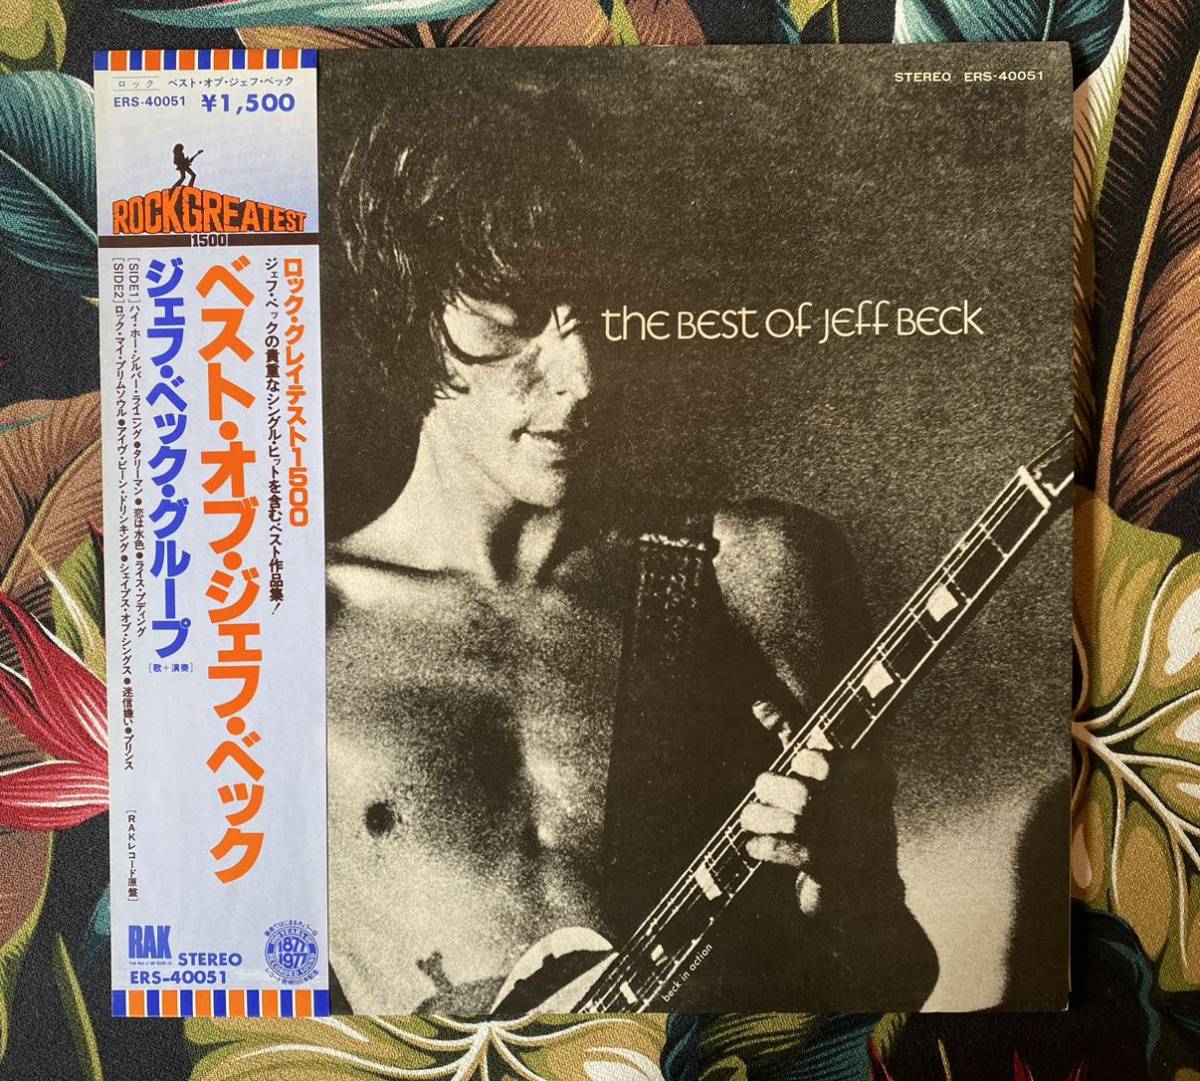 ロック ベスト・オブ・ジェフ・ベック
ERS-40051 ¥1,500
ROCK GREATEST
1500
ロック・グレイテスト1500
ジェフ・ベックの貴重なシングル・ヒットを含むベスト作品集!
ベスト・オブ・ジェフ・ベック
ジェフ・ベック・グループ
[歌+演奏]
[SIDE1] ハイ・ホー・シルバー・ライニング●タリーマン●恋は水色●ライス・プディング
[SIDE2] ロック・マイ・プリムソウル●アイヴ・ビーン・ドリンキング●シェイプス・オブ・シングス●迷信嫌い●プリンス
[RAKレコード原盤]
RAK STEREO
ERS-40051
100 YEARS OF
1877
1977
RECORDED SOUND
STEREO ERS-40051
the BEST OF JEFF BECK
beck in action